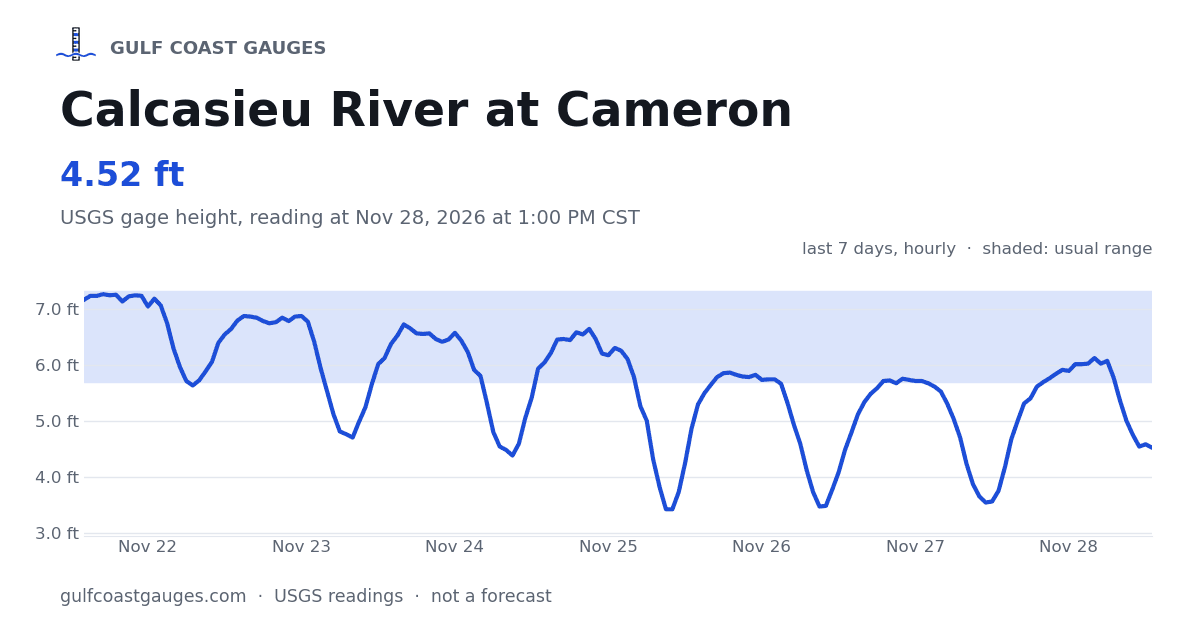 GULF COAST GAUGES
Calcasieu River at Cameron
4.52 ft
USGS gage height, reading at Nov 28, 2026 at 1:00 PM CST
last 7 days, hourly · shaded: usual range
7.0 ft
6.0 ft
5.0 ft
4.0 ft
3.0 ft
Nov 22 Nov 23 Nov 24 Nov 25 Nov 26 Nov 27 Nov 28
gulfcoastgauges.com · USGS readings · not a forecast